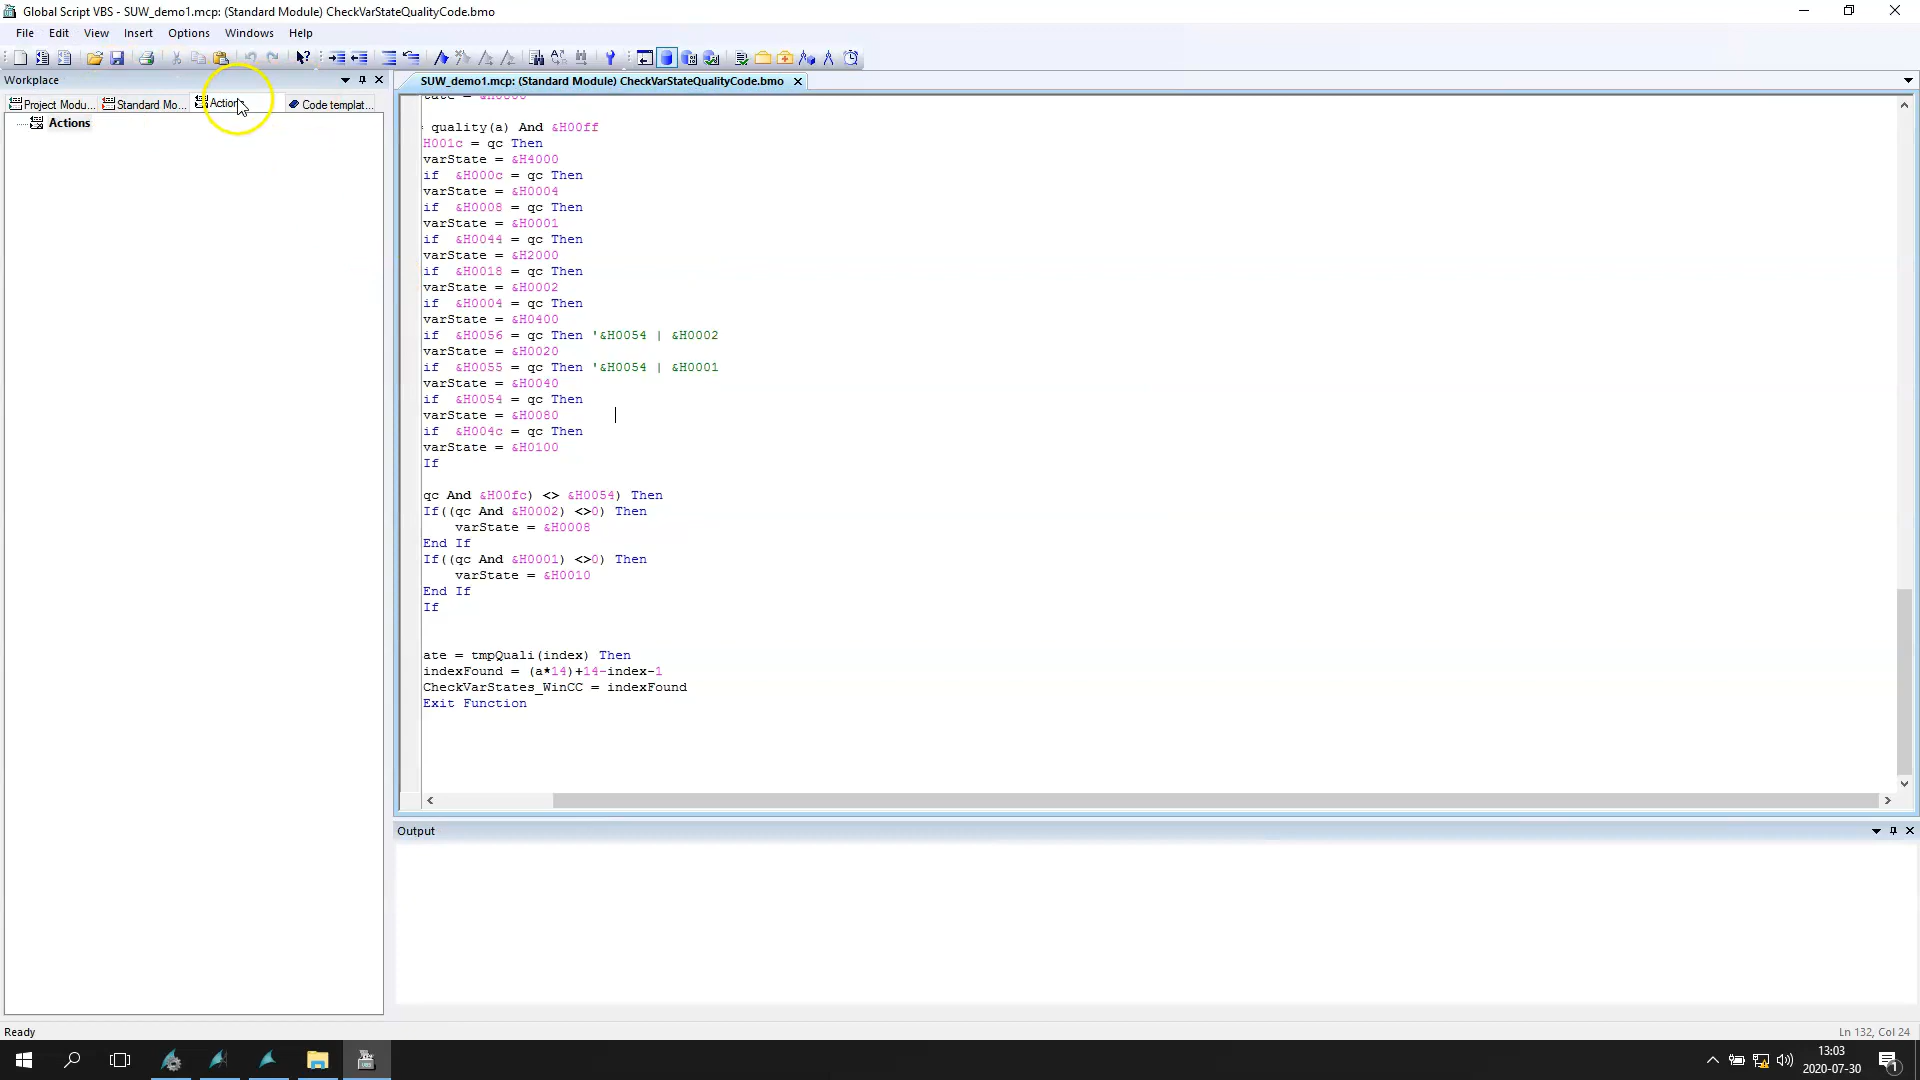 Global Script VBS - SUW_demo1.mcp: (Standard Module) CheckVarStateQualityCode.bmo
File Edit View Insert Options Windows Help
Workplace
SUW_demo1.mcp: (Standard Module) CheckVarStateQualityCode.bmo
Project Modu... Standard Mo... Action Code templat...
Actions
quality(a) And &H00ff
H001c = qc Then
varState = &H4000
if &H000c = qc Then
varState = &H0004
if &H0008 = qc Then
varState = &H0001
if &H0044 = qc Then
varState = &H2000
if &H0018 = qc Then
varState = &H0002
if &H0004 = qc Then
varState = &H0400
if &H0056 = qc Then '&H0054 | &H0002
varState = &H0020
if &H0055 = qc Then '&H0054 | &H0001
varState = &H0040
if &H0054 = qc Then
varState = &H0080
if &H004c = qc Then
varState = &H0100
If
qc And &H00fc) <> &H0054) Then
If((qc And &H0002) <>0) Then
varState = &H0008
End If
If((qc And &H0001) <>0) Then
varState = &H0010
End If
If
ate = tmpQuali(index) Then
indexFound = (a*14)+14-index-1
CheckVarStates_WinCC = indexFound
Exit Function
Output
Ready
Ln 132, Col 24
13:03
2020-07-30
1